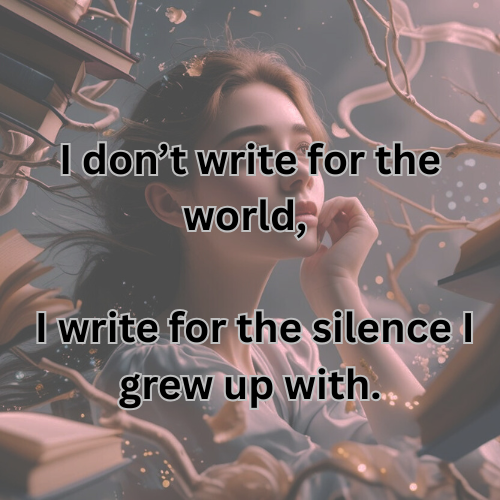 I don’t write for the
world,
I write for the silence I
grew up with.